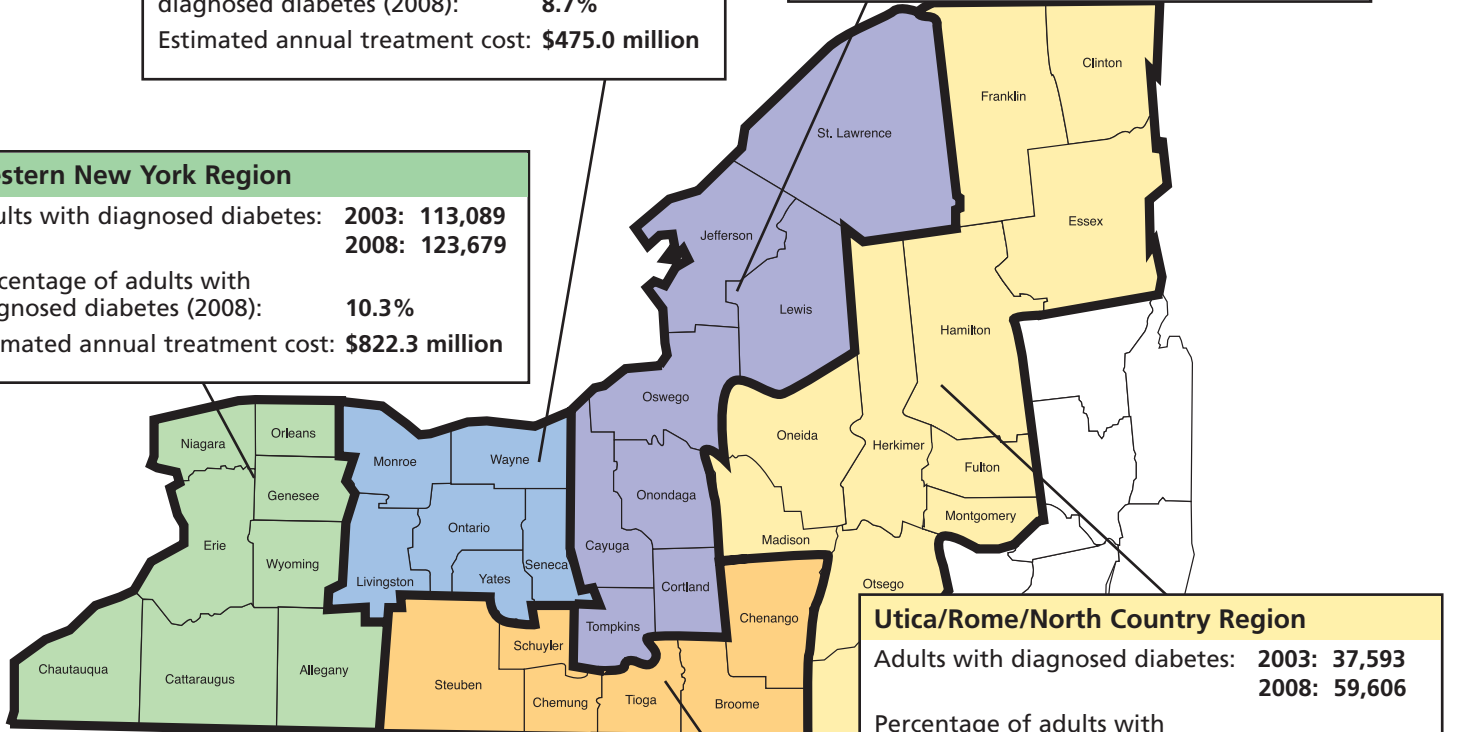 diagnosed diabetes (2008): 8.7%
Estimated annual treatment cost: $475.0 million
Western New York Region
Adults with diagnosed diabetes: 2003: 113,089
2008: 123,679
Percentage of adults with
diagnosed diabetes (2008): 10.3%
Estimated annual treatment cost: $822.3 million
Clinton
Franklin
St. Lawrence
Essex
Jefferson
Lewis
Hamilton
Oswego
Oneida
Herkimer
Fulton
Montgomery
Niagara
Orleans
Monroe
Wayne
Genesee
Onondaga
Ontario
Erie
Wyoming
Cayuga
Madison
Livingston
Yates
Seneca
Cortland
Otsego
Tompkins
Chenango
Schuyler
Chautauqua
Cattaraugus
Allegany
Steuben
Chemung
Tioga
Broome
Utica/Rome/North Country Region
Adults with diagnosed diabetes: 2003: 37,593
2008: 59,606
Percentage of adults with